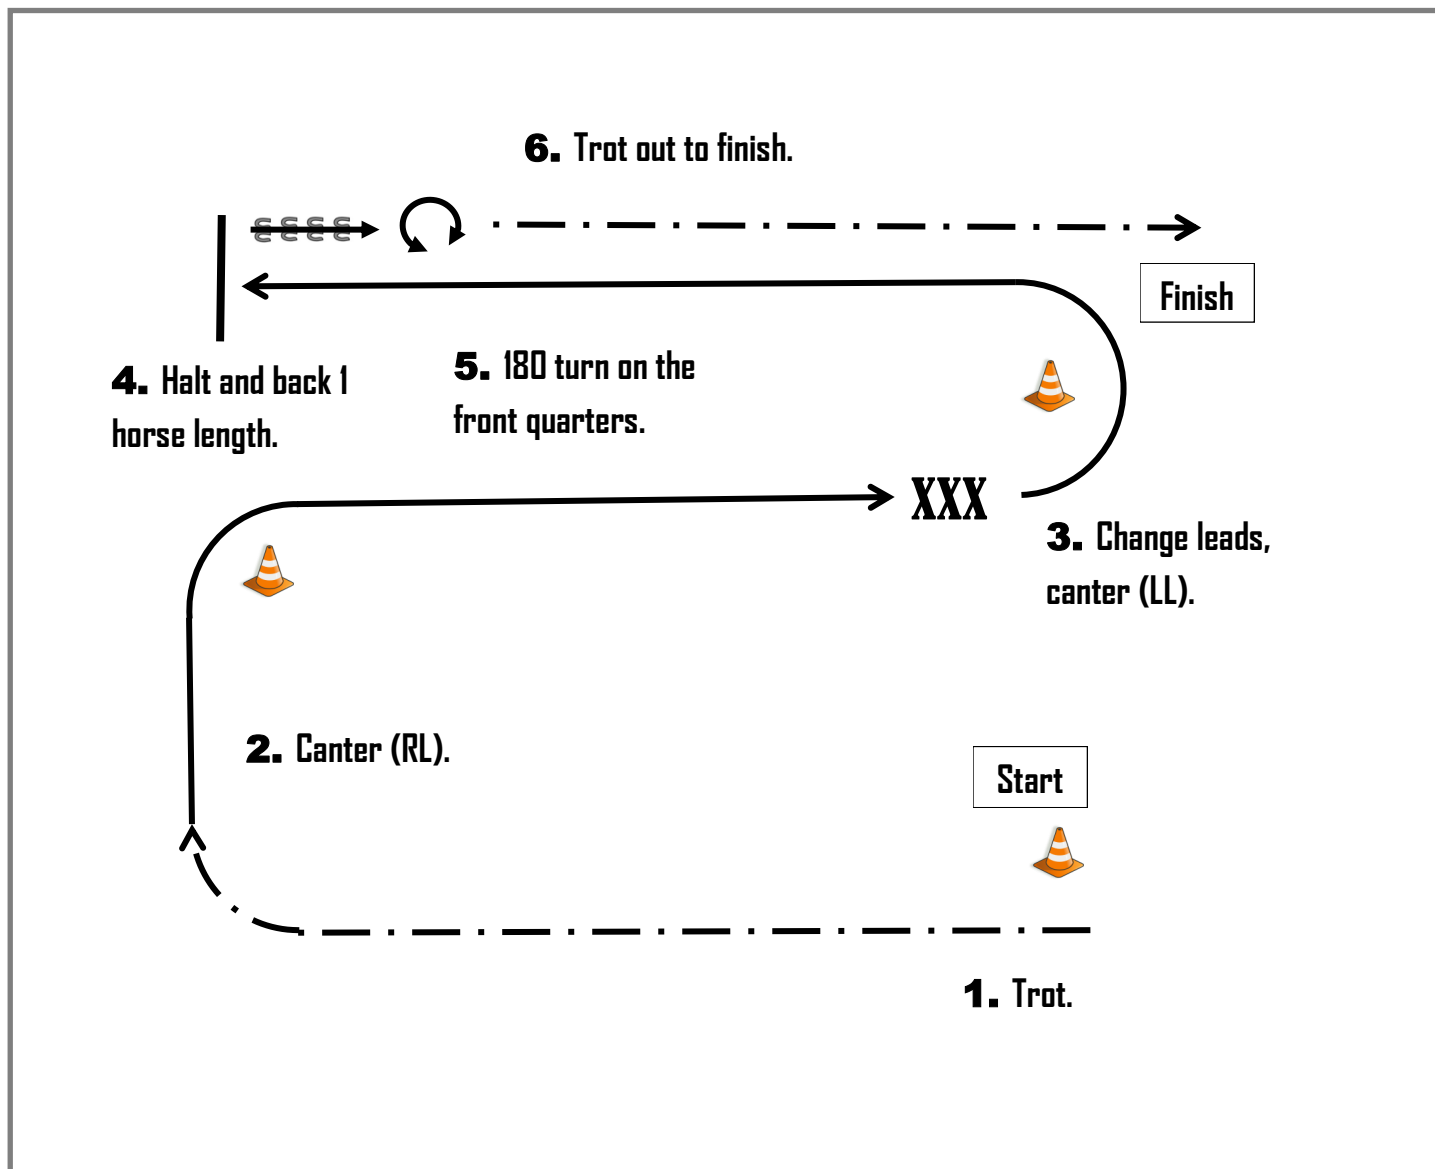 6. Trot out to finish.
Finish
4. Halt and back 1
horse length.
5. 180 turn on the
front quarters.
XXX
3. Change leads,
canter (LL).
2. Canter (RL).
Start
1. Trot.